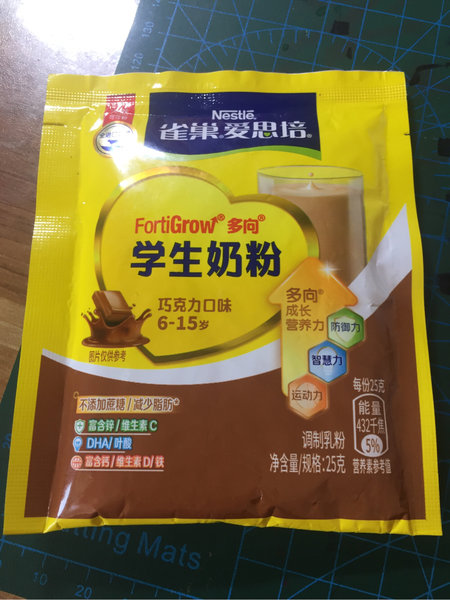 Nestlé
雀巢®爱思培®
FortiGrow® 多向®
学生奶粉
巧克力口味
6-15岁
图片仅供参考
多向®
成长
营养力
防御力
智慧力
运动力
不添加蔗糖/减少脂肪
富含锌/维生素C
DHA/叶酸
富含钙/维生素D/铁
每份25克
能量
432千焦
5%
营养素参考值
调制乳粉
净含量/规格:25克
Cutting Mats